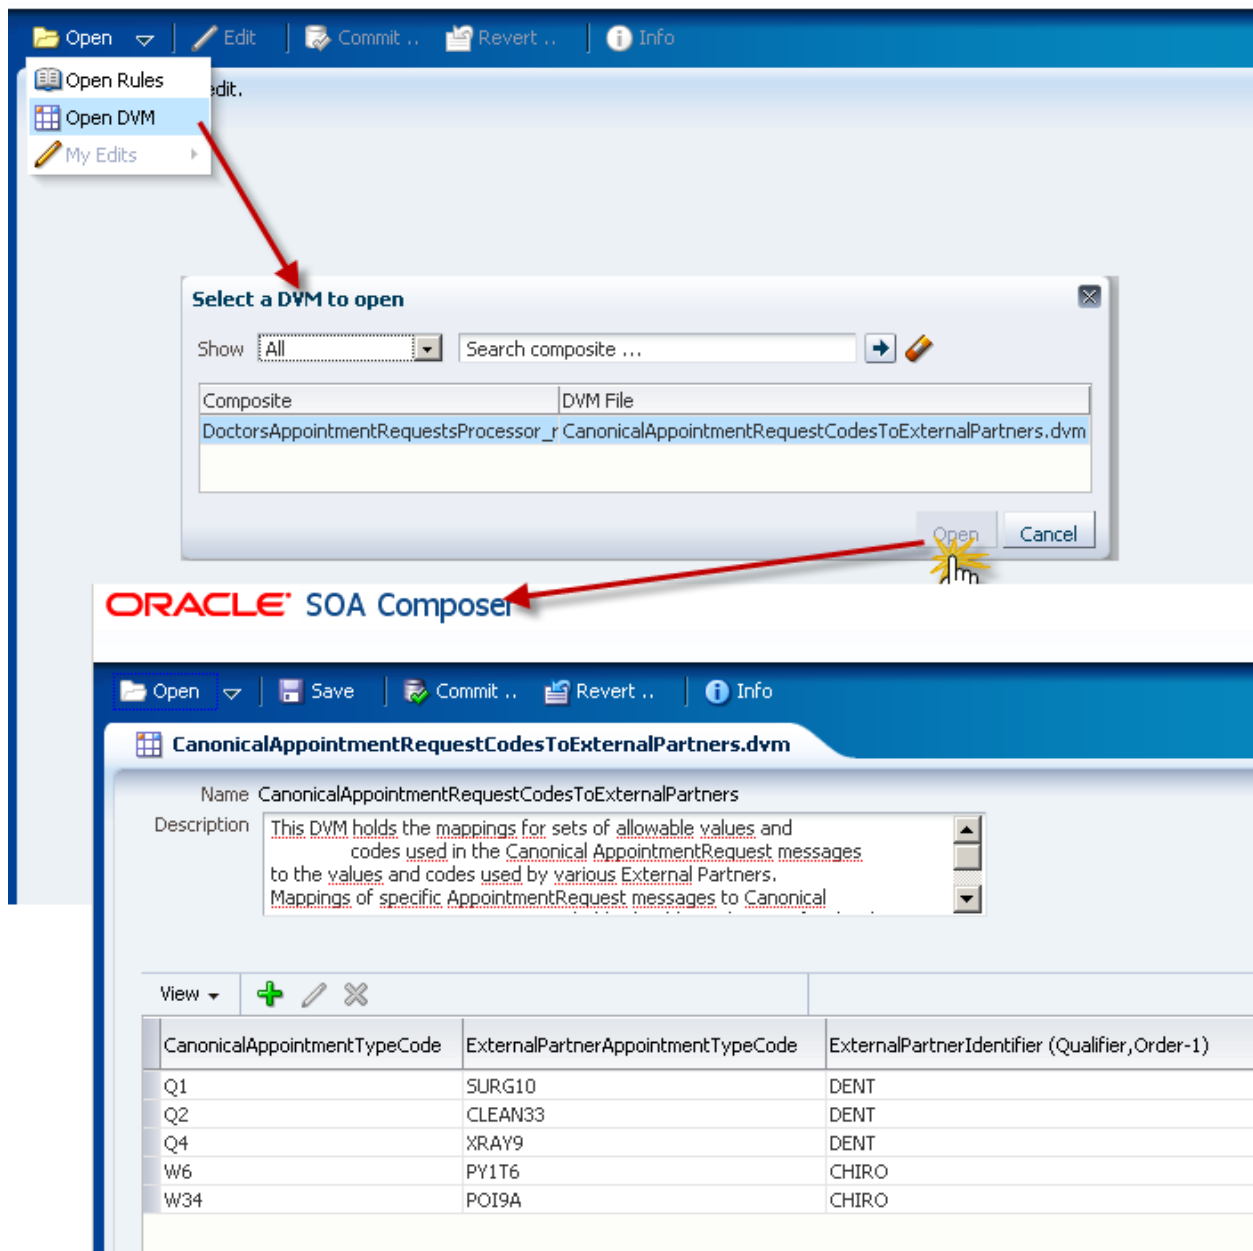 Open Edit Commit .. Revert .. Info
Open Rules
edit.
Open DVM
My Edits
Select a DVM to open
Show All Search composite ...
Composite DVM File
DoctorsAppointmentRequestsProcessor_r CanonicalAppointmentRequestCodesToExternalPartners.dvm
Open Cancel
ORACLE SOA Composer
Open Save Commit .. Revert .. Info
CanonicalAppointmentRequestCodesToExternalPartners.dvm
Name CanonicalAppointmentRequestCodesToExternalPartners
Description This DVM holds the mappings for sets of allowable values and
codes used in the Canonical AppointmentRequest messages
to the values and codes used by various External Partners.
Mappings of specific AppointmentRequest messages to Canonical
View
CanonicalAppointmentTypeCode ExternalPartnerAppointmentTypeCode ExternalPartnerIdentifier (Qualifier,Order-1)
Q1 SURG10 DENT
Q2 CLEAN33 DENT
Q4 XRAY9 DENT
W6 PY1T6 CHIRO
W34 POI9A CHIRO